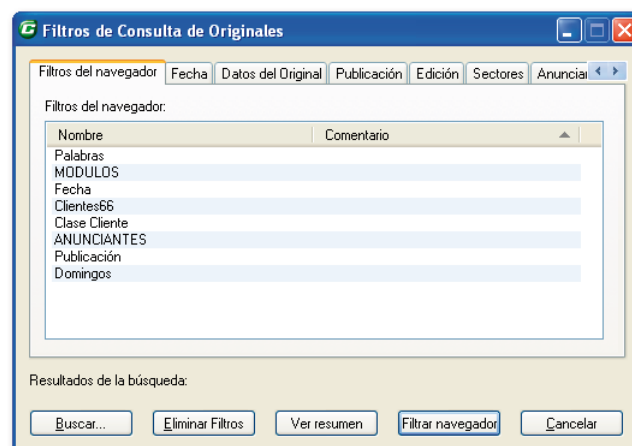 Filtros de Consulta de Originales
Filtros del navegador Fecha Datos del Original Publicación Edición Sectores
Filtros del navegador:
Nombre Comentario
Palabras
MODULOS
Fecha
Clientes66
Clase Cliente
ANUNCIANTES
Publicación
Domingos
Resultados de la búsqueda:
Buscar... Eliminar Filtros Ver resumen Filtrar navegador Cancelar